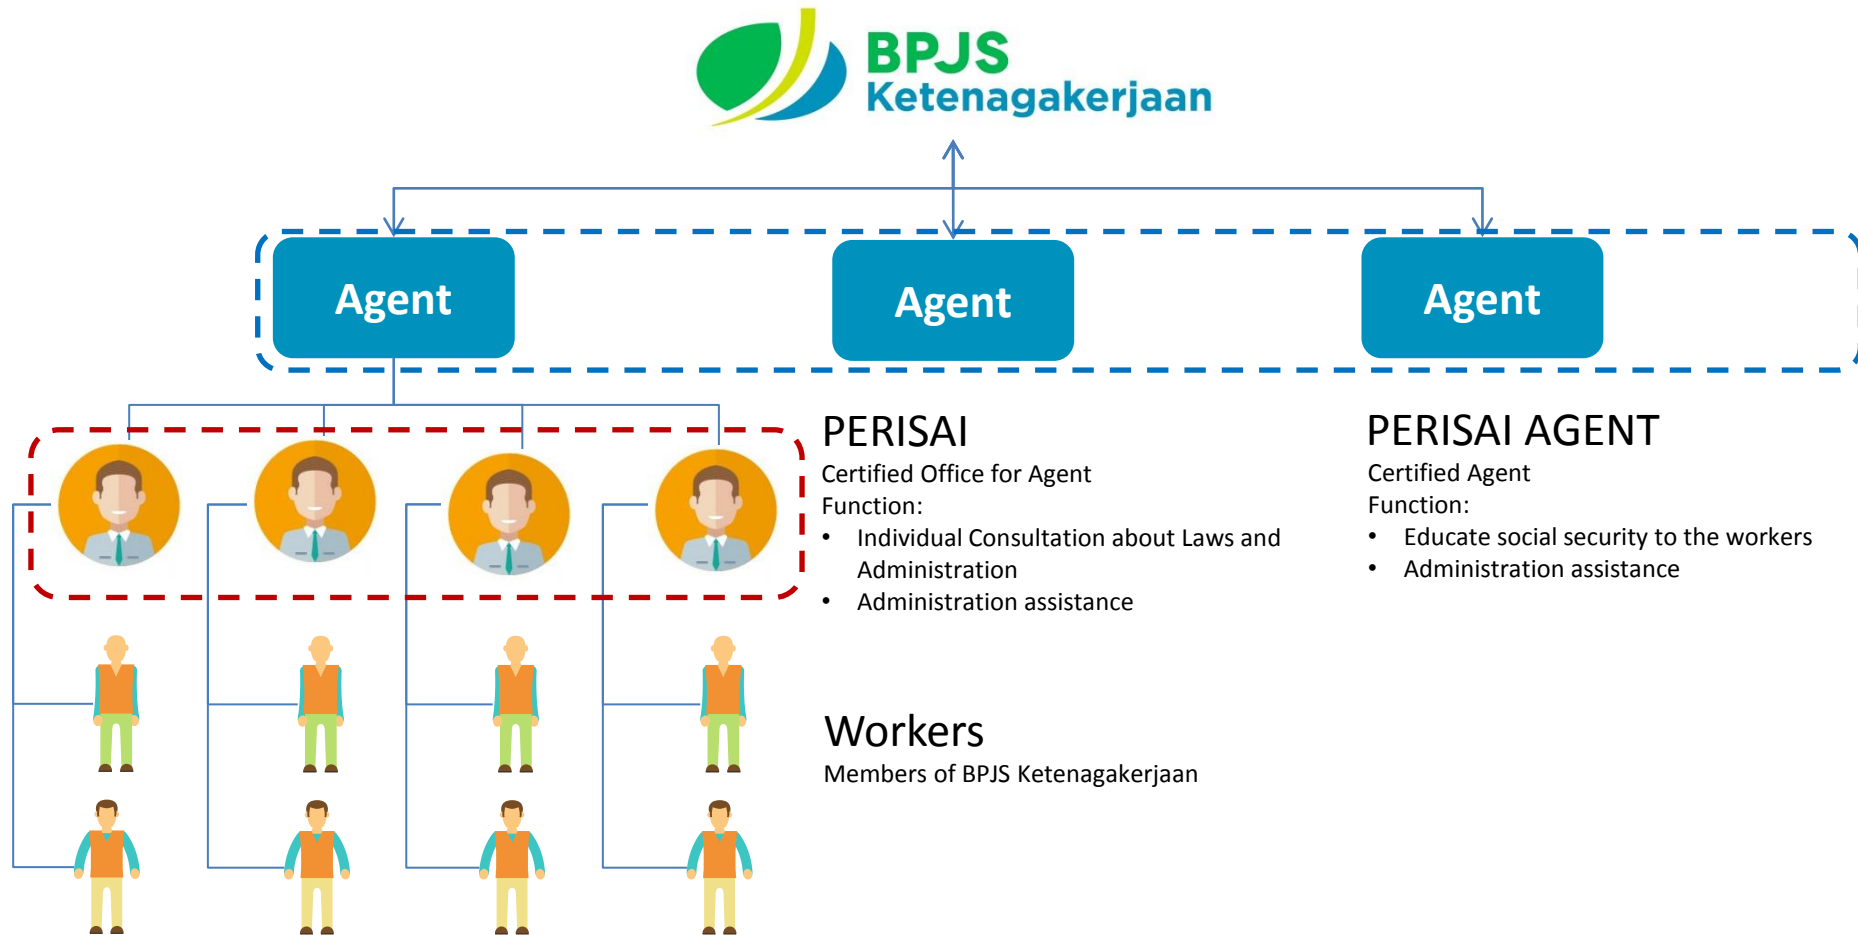 BPJS
Ketenagakerjaan
Agent
Agent
Agent
PERISAI
Certified Office for Agent
Function:
• Individual Consultation about Laws and
Administration
• Administration assistance
PERISAI AGENT
Certified Agent
Function:
• Educate social security to the workers
• Administration assistance
Workers
Members of BPJS Ketenagakerjaan